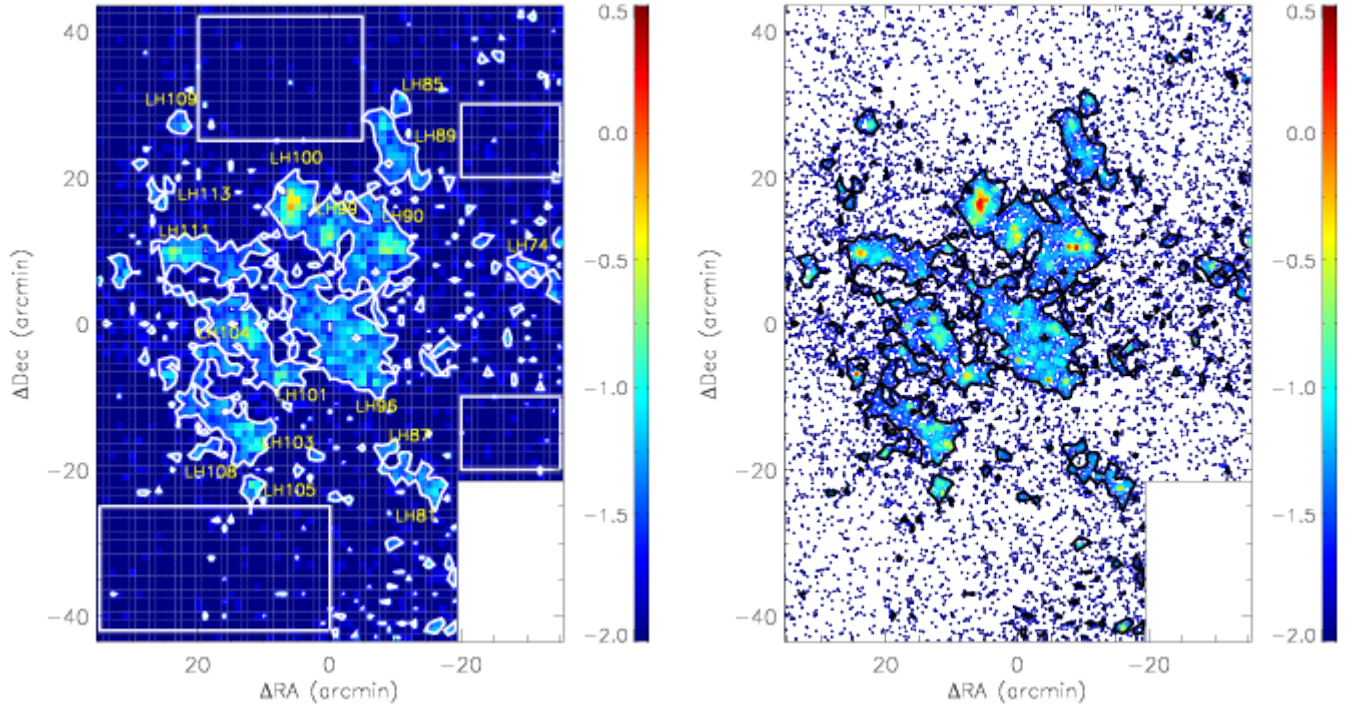 0.5
0.5
40
40
LH85
LH109
0.0
0.0
LH89
LH100
20
20
LH113
LH99
LH90
LH111
-0.5
-0.5
LH74
ΔDec (arcmin)
ΔDec (arcmin)
0
0
LH104
-1.0
-1.0
LH101
LH96
LH87
LH103
LH108
-20
-20
LH105
-1.5
-1.5
LH81
-40
-40
-2.0
-2.0
20
0
-20
20
0
-20
ΔRA (arcmin)
ΔRA (arcmin)